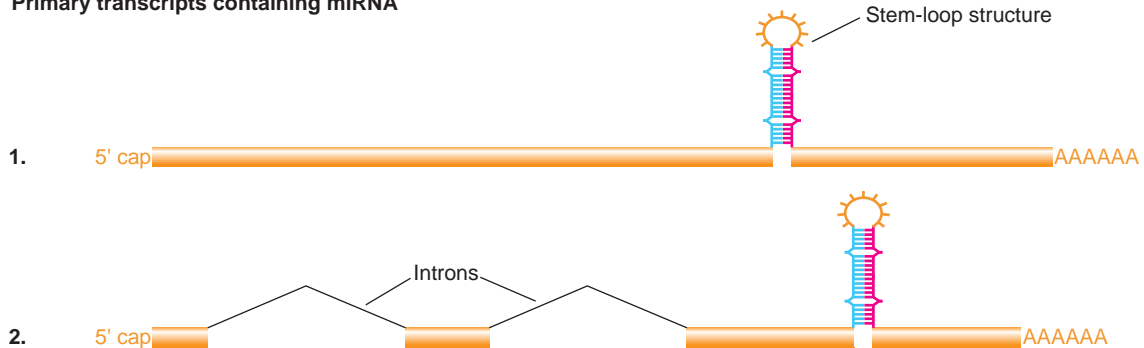 Primary transcripts containing miRNA
Stem-loop structure
1. 5' cap AAAAAA
Introns
2. 5' cap AAAAAA